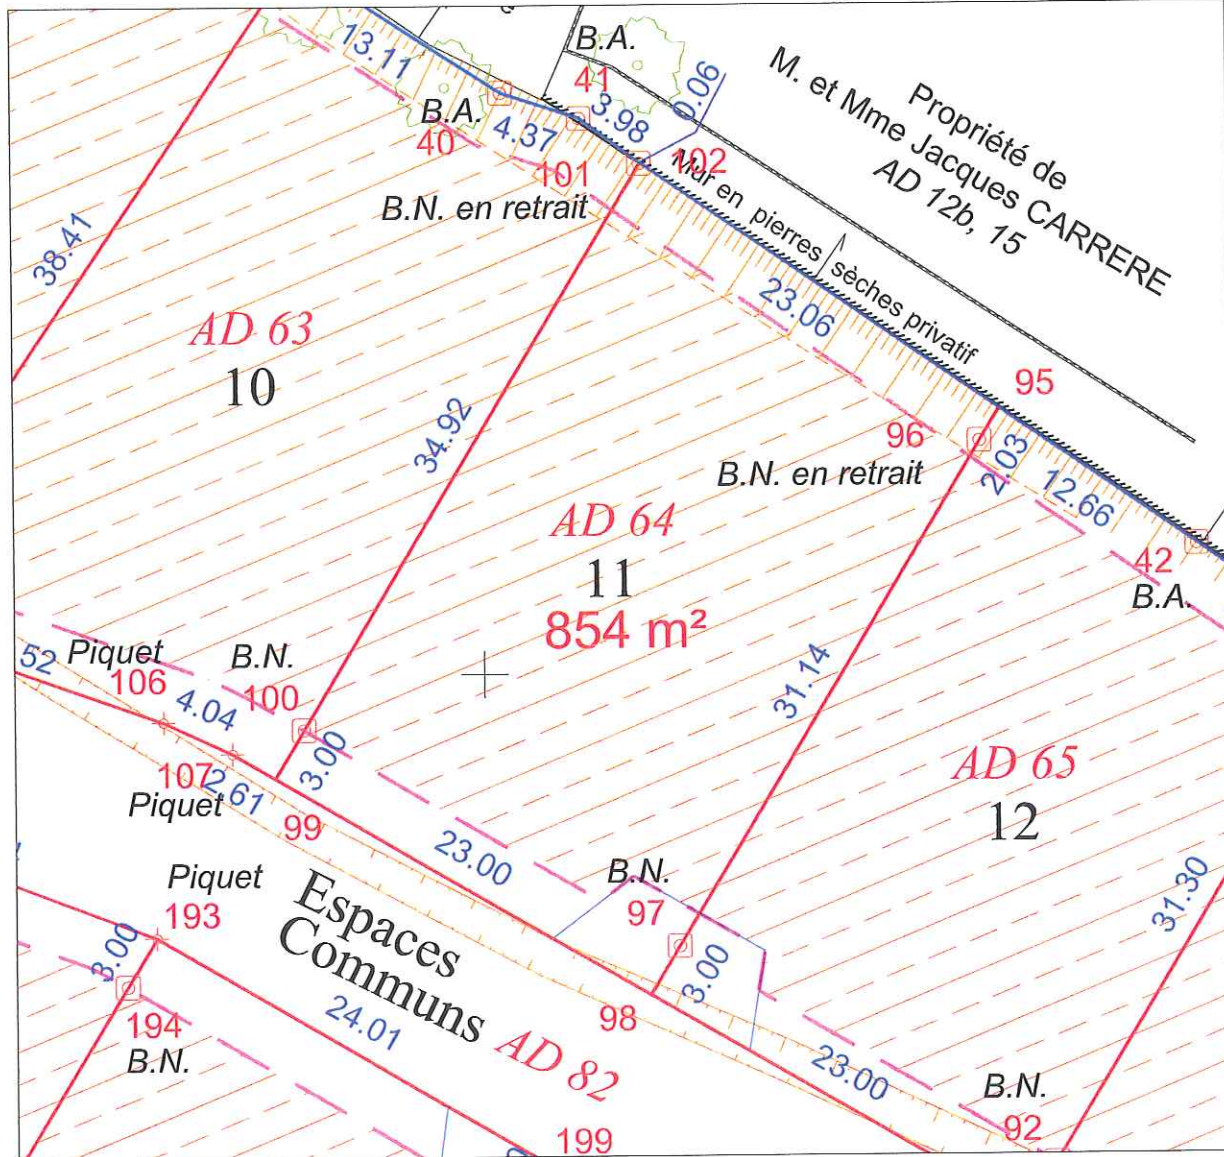 B.A.
13.11
41
0.06
3.98
B.A.
4.37
40
101
102
B.N. en retrait
Propriété de
M. et Mme Jacques CARRERE
AD 12b, 15
Mur en pierres sèches privatif
38.41
23.06
AD 63
10
95
34.92
96
2.03
B.N. en retrait
12.66
AD 64
11
854 m²
42
B.A.
52
Piquet
B.N.
106
100
4.04
31.14
3.00
107
2.61
Piquet
99
AD 65
12
23.00
B.N.
97
Piquet
193
Espaces
Communs
AD 82
3.00
31.30
3.00
98
24.01
194
B.N.
23.00
B.N.
92
199